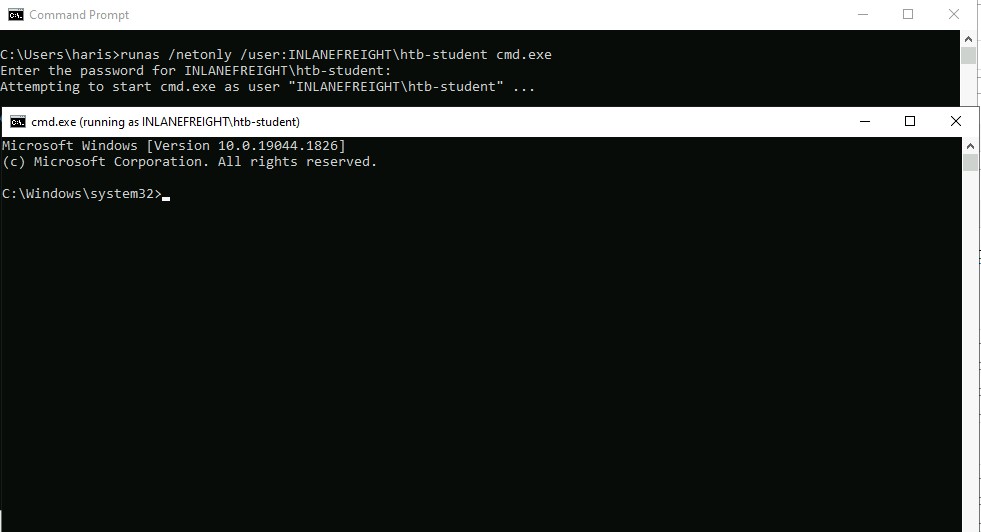 Command Prompt
C:\Users\haris>runas /netonly /user:INLANEFREIGHT\htb-student cmd.exe
Enter the password for INLANEFREIGHT\htb-student:
Attempting to start cmd.exe as user "INLANEFREIGHT\htb-student" ...
cmd.exe (running as INLANEFREIGHT\htb-student)
Microsoft Windows [Version 10.0.19044.1826]
(c) Microsoft Corporation. All rights reserved.
C:\Windows\system32>